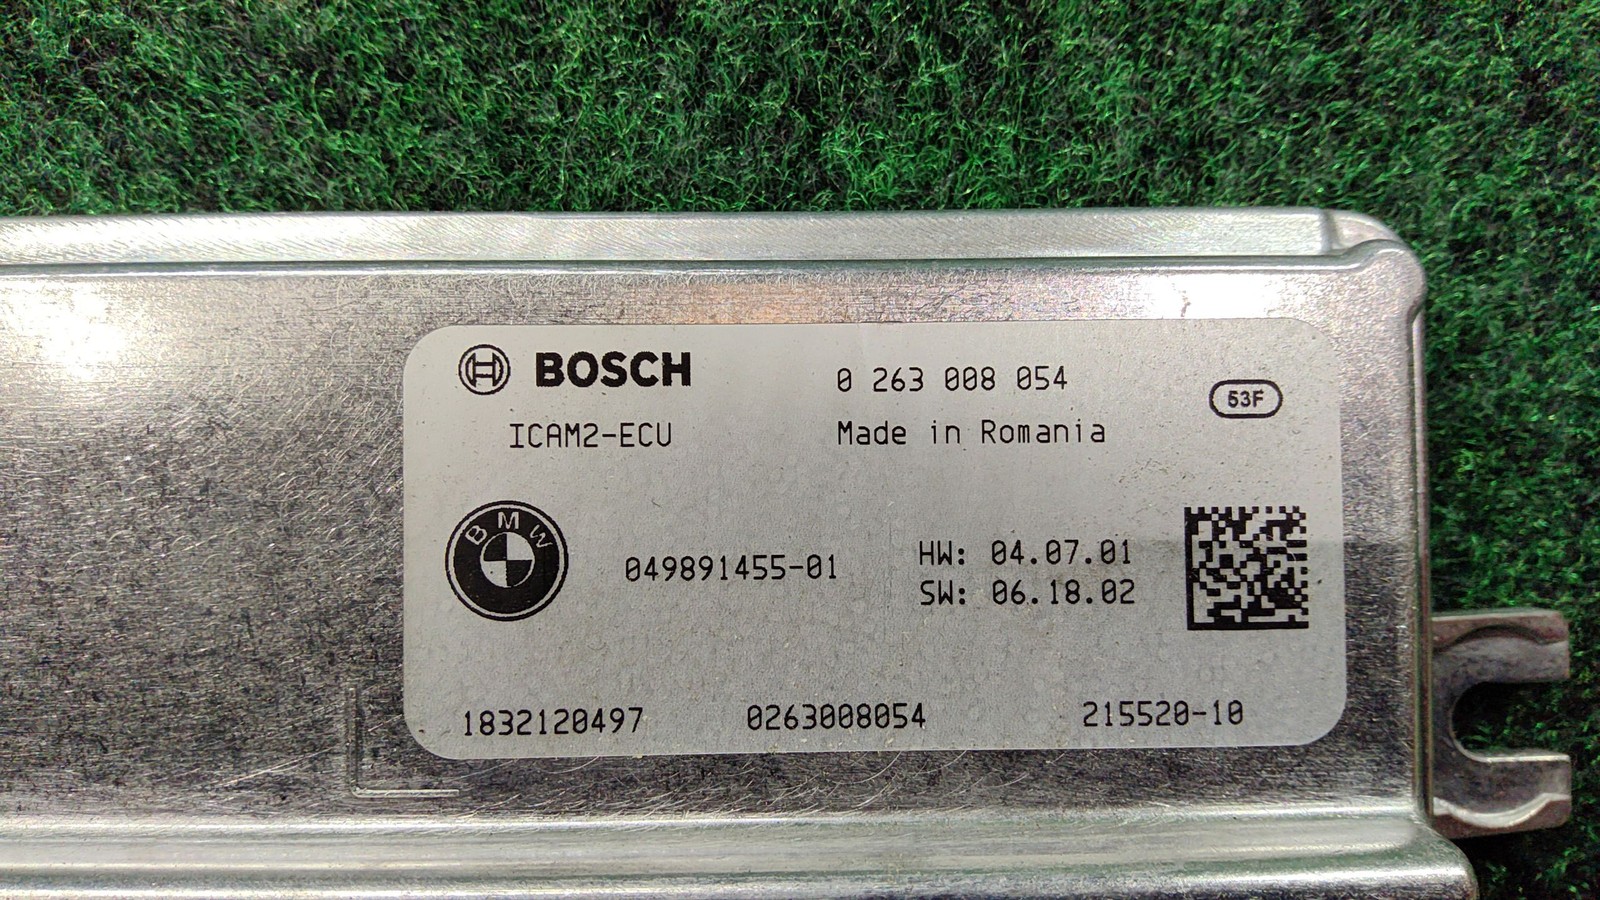 BOSCH
0 263 008 054
53F
ICAM2-ECU
Made in Romania
BMW
049891455-01
HW: 04.07.01
SW: 06.18.02
1832120497
0263008054
215520-10